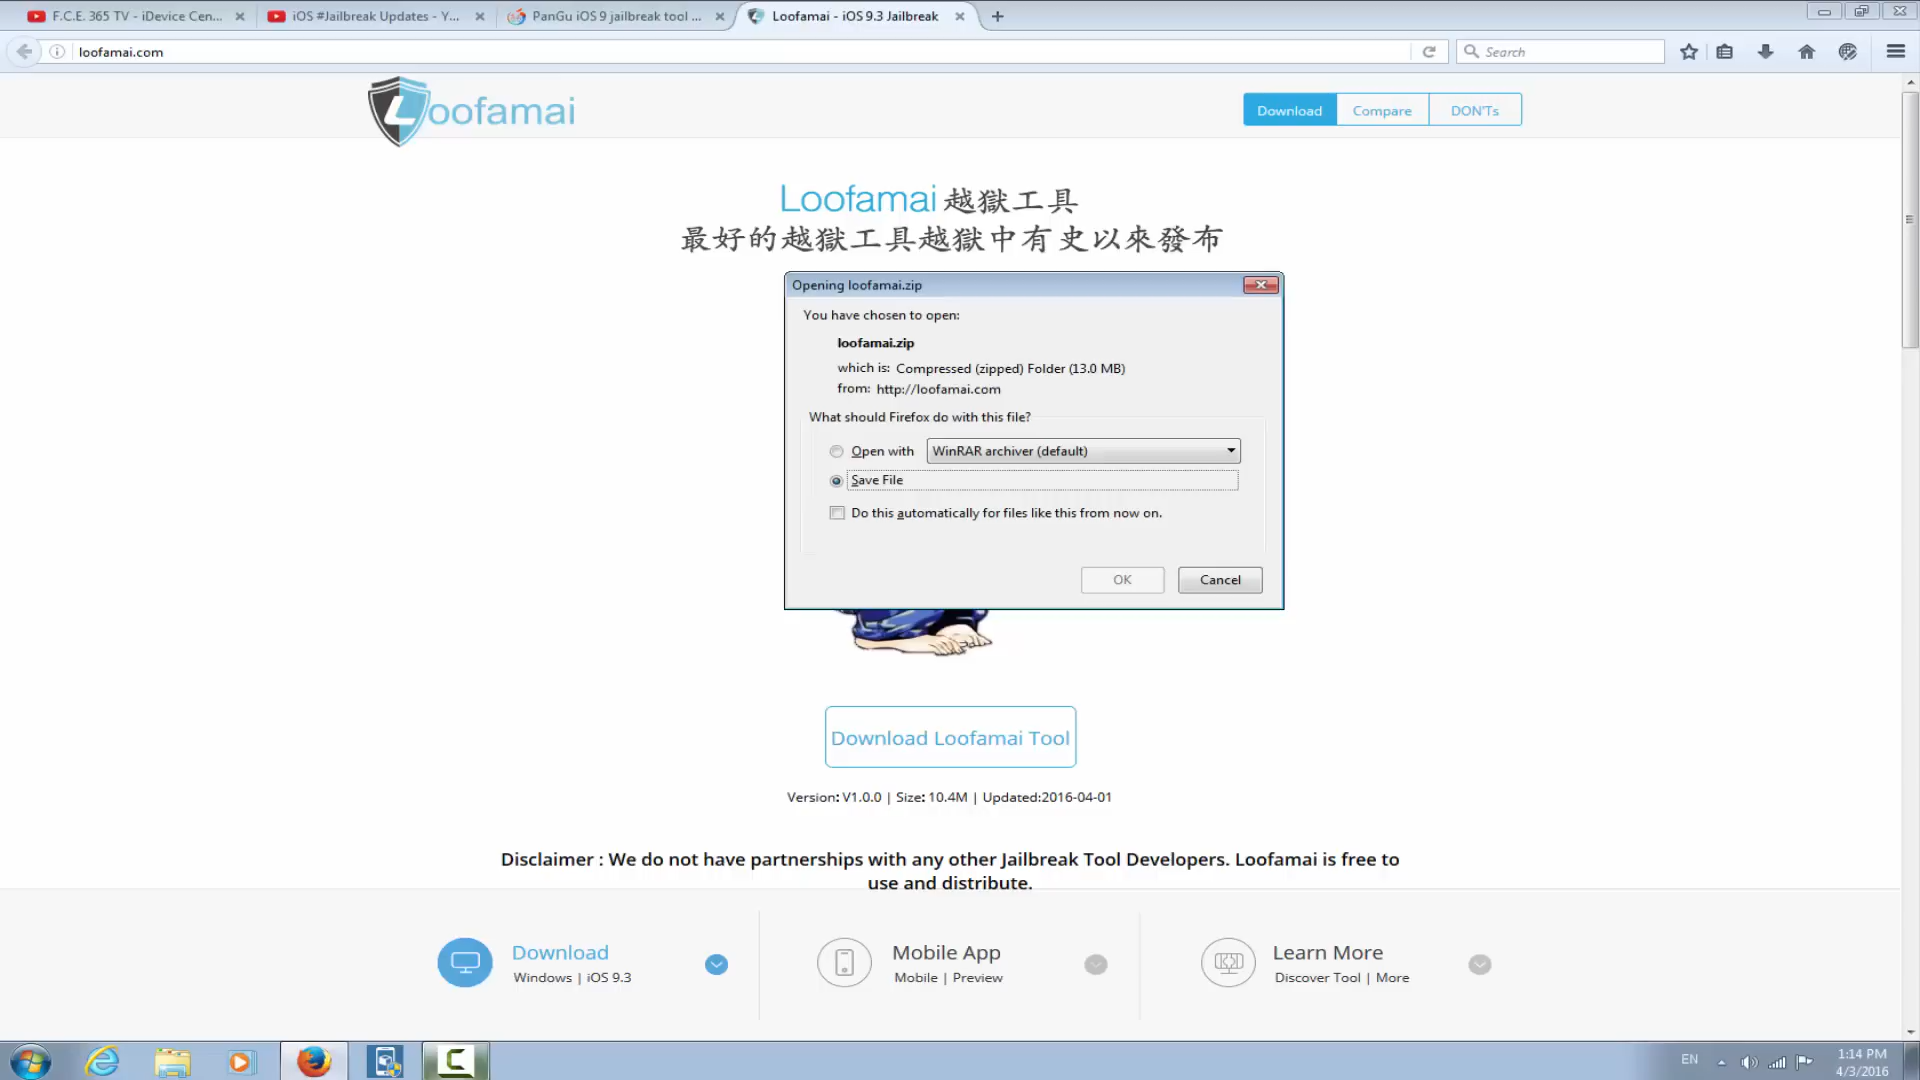 F.C.E. 365 TV - iDevice Cen...
iOS #Jailbreak Updates - Y...
PanGu iOS 9 jailbreak tool ...
Loofamai - iOS 9.3 Jailbreak
loofamai.com
Search
Loofamai
Download
Compare
DON'Ts
Loofamai 越獄工具
最好的越獄工具越獄中有史以來發布
Opening loofamai.zip
You have chosen to open:
loofamai.zip
which is: Compressed (zipped) Folder (13.0 MB)
from: http://loofamai.com
What should Firefox do with this file?
Open with WinRAR archiver (default)
Save File
Do this automatically for files like this from now on.
OK
Cancel
Download Loofamai Tool
Version: V1.0.0 | Size: 10.4M | Updated:2016-04-01
Disclaimer : We do not have partnerships with any other Jailbreak Tool Developers. Loofamai is free to
use and distribute.
Download
Windows | iOS 9.3
Mobile App
Mobile | Preview
Learn More
Discover Tool | More
EN
1:14 PM
4/3/2016